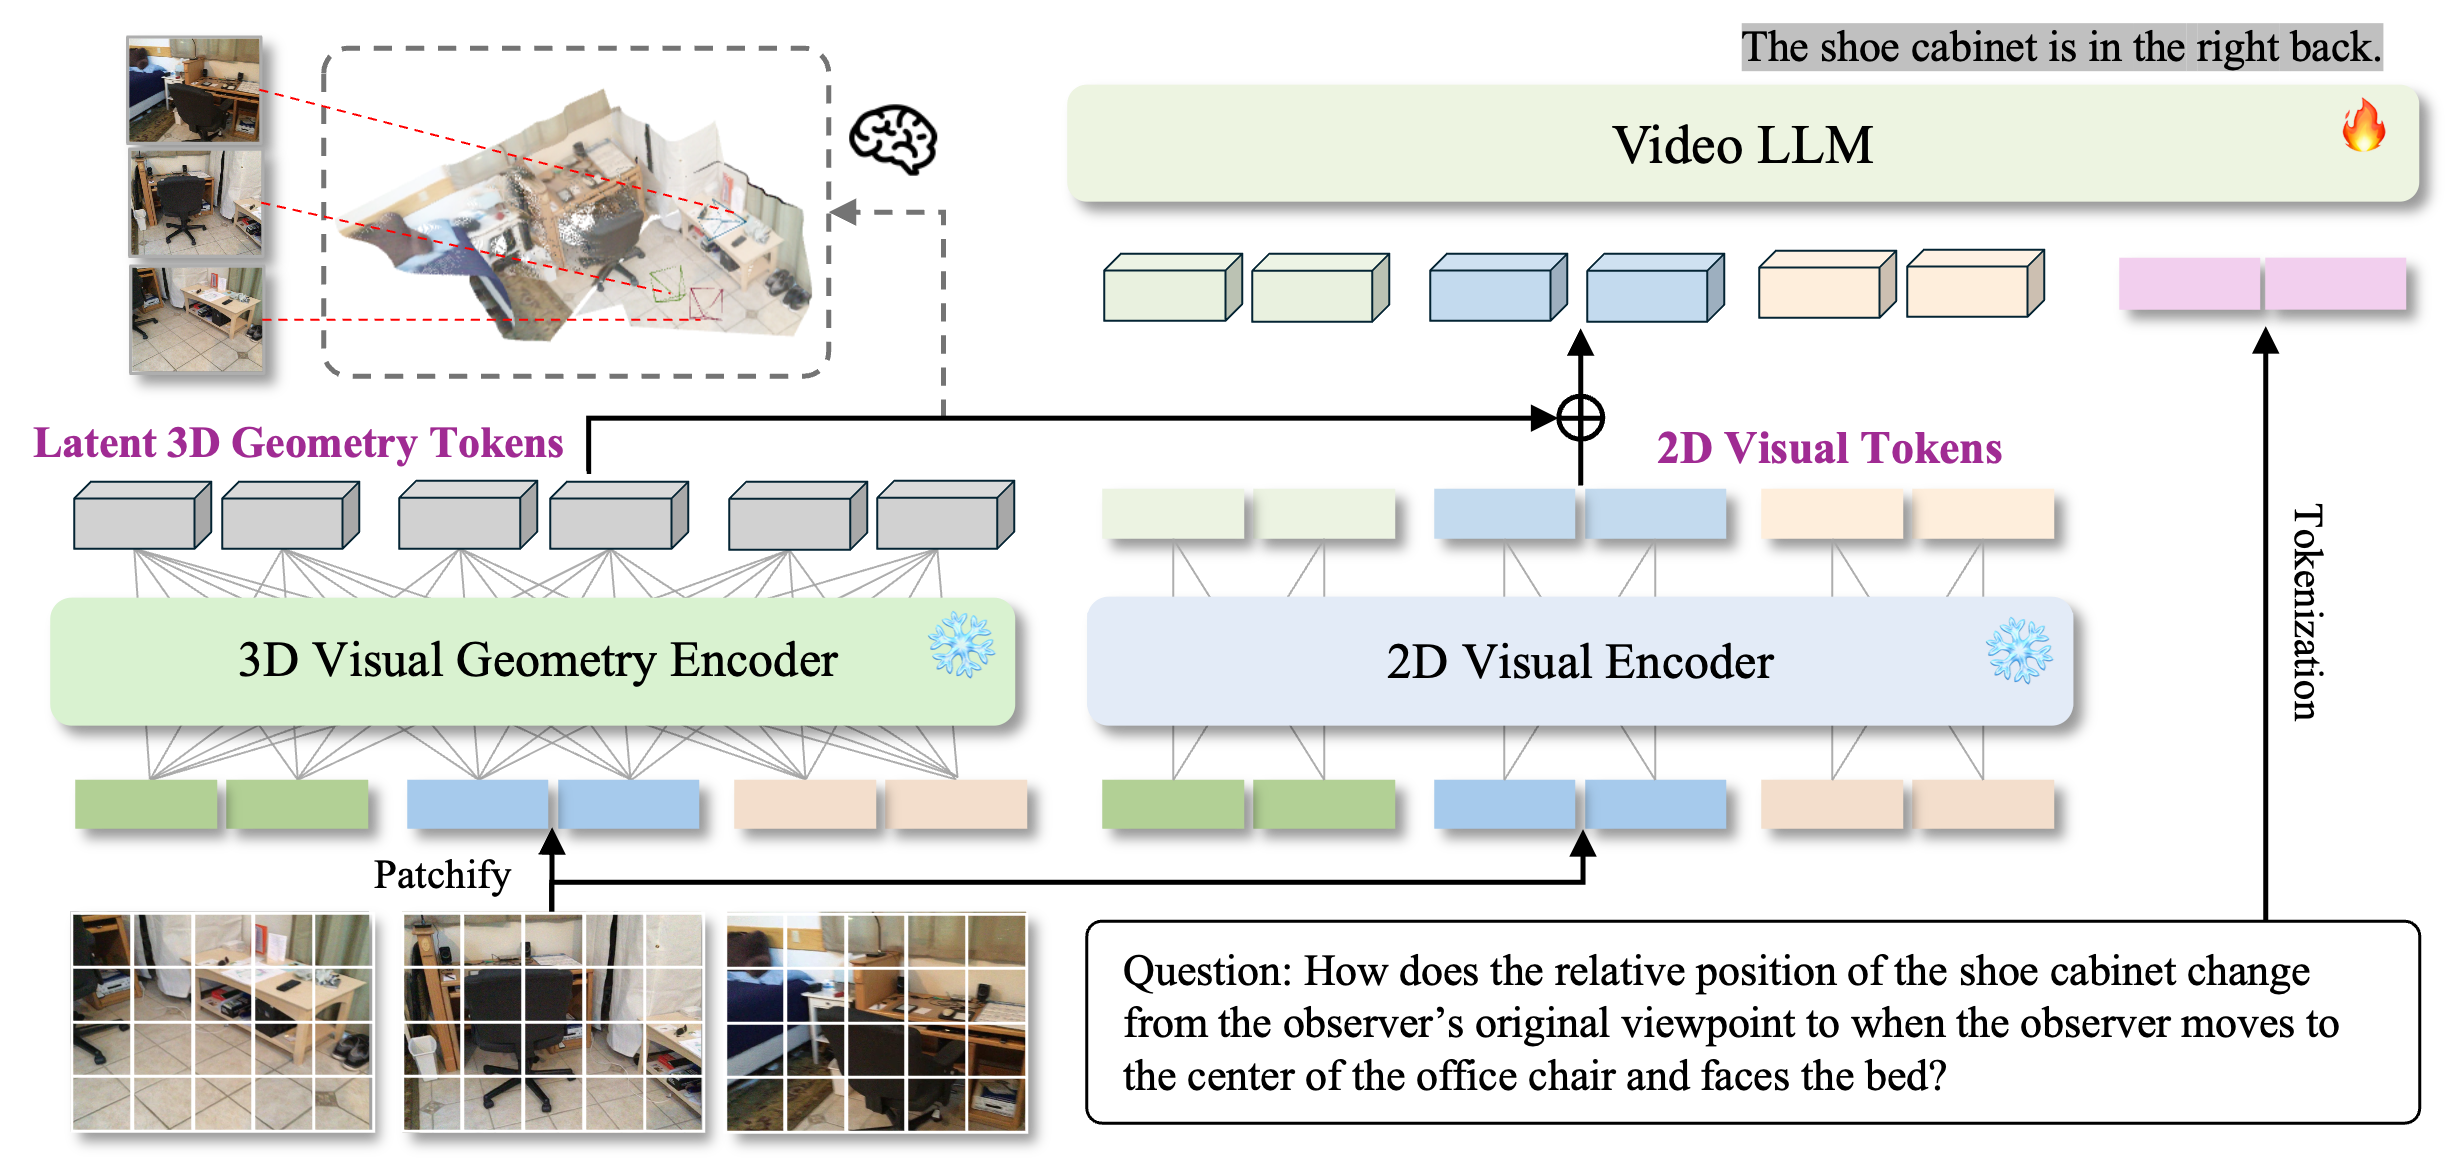 The shoe cabinet is in the right back.
Video LLM
Latent 3D Geometry Tokens
2D Visual Tokens
3D Visual Geometry Encoder
2D Visual Encoder
Tokenization
Patchify
Question: How does the relative position of the shoe cabinet change
from the observer’s original viewpoint to when the observer moves to
the center of the office chair and faces the bed?